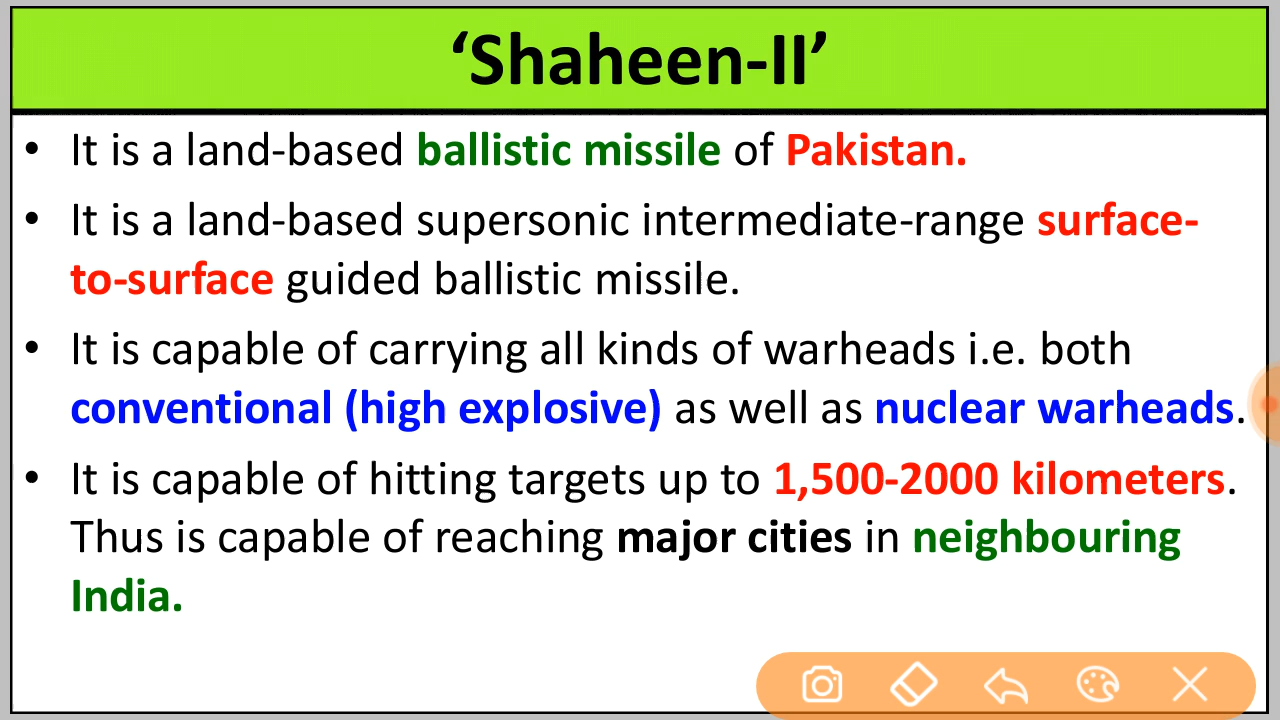 ‘Shaheen-II’
• It is a land-based ballistic missile of Pakistan.
• It is a land-based supersonic intermediate-range surface-
to-surface guided ballistic missile.
• It is capable of carrying all kinds of warheads i.e. both
conventional (high explosive) as well as nuclear warheads.
• It is capable of hitting targets up to 1,500-2000 kilometers.
Thus is capable of reaching major cities in neighbouring
India.